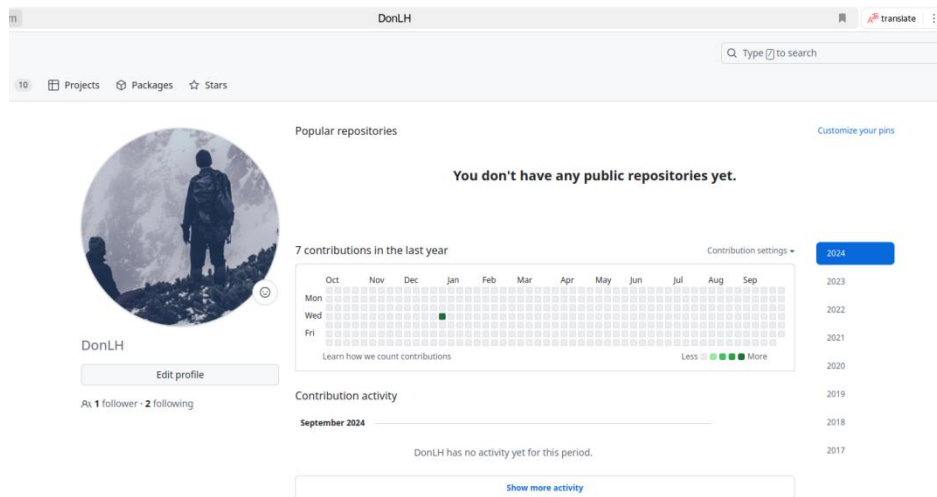 DonLH
translate
Type / to search
10 Projects Packages Stars
Popular repositories
Customize your pins
You don't have any public repositories yet.
7 contributions in the last year
Contribution settings
2024
2023
2022
2021
2020
2019
2018
2017
Oct Nov Dec Jan Feb Mar Apr May Jun Jul Aug Sep
Mon
Wed
Fri
Learn how we count contributions
Less More
DonLH
Edit profile
1 follower · 2 following
Contribution activity
September 2024
DonLH has no activity yet for this period.
Show more activity